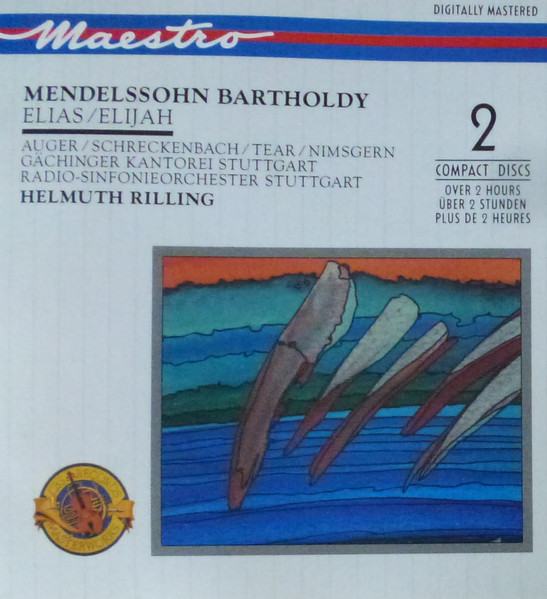 DIGITALLY MASTERED
Maestro
MENDELSSOHN BARTHOLDY
ELIAS/ELIJAH
AUGER/SCHRECKENBACH/TEAR/NIMSGERN
GÄCHINGER KANTOREI STUTTGART
RADIO-SINFONIEORCHESTER STUTTGART
HELMUTH RILLING
2
COMPACT DISCS
OVER 2 HOURS
ÜBER 2 STUNDEN
PLUS DE 2 HEURES
MASTERWORKS